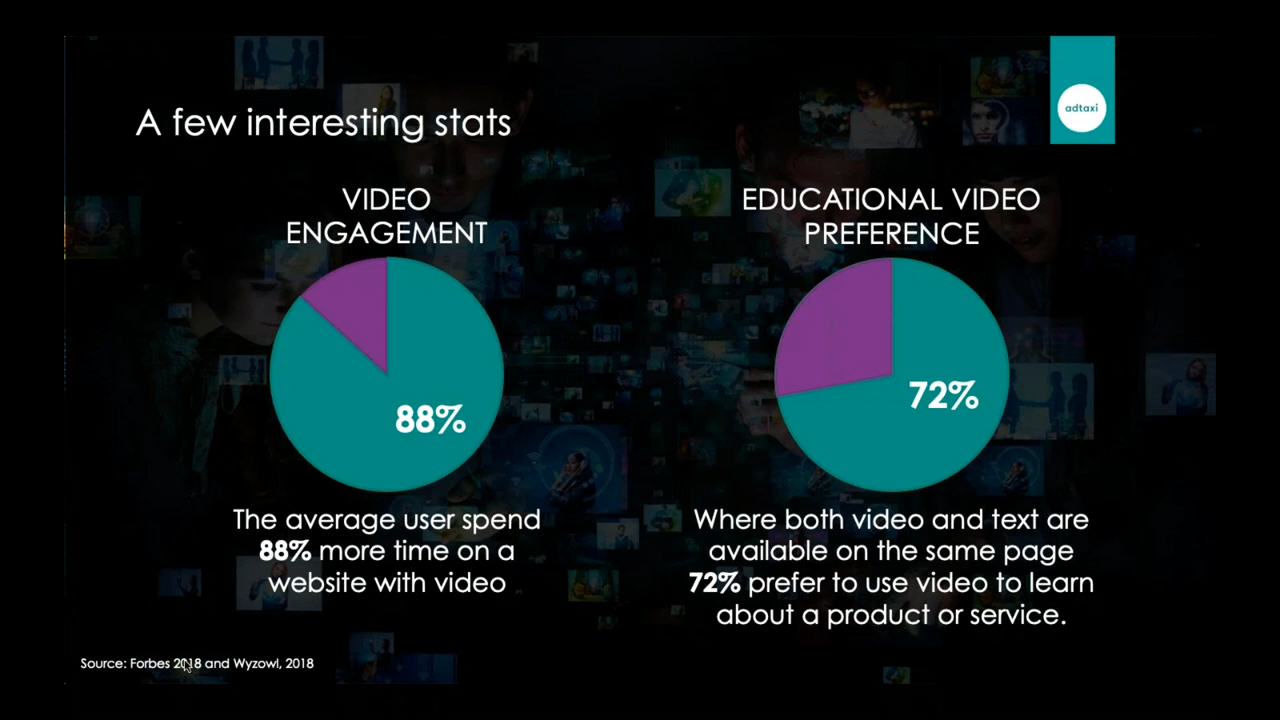 adtaxi
A few interesting stats
VIDEO
ENGAGEMENT
88%
The average user spend
88% more time on a
website with video
EDUCATIONAL VIDEO
PREFERENCE
72%
Where both video and text are
available on the same page
72% prefer to use video to learn
about a product or service.
Source: Forbes 2018 and Wyzowl, 2018